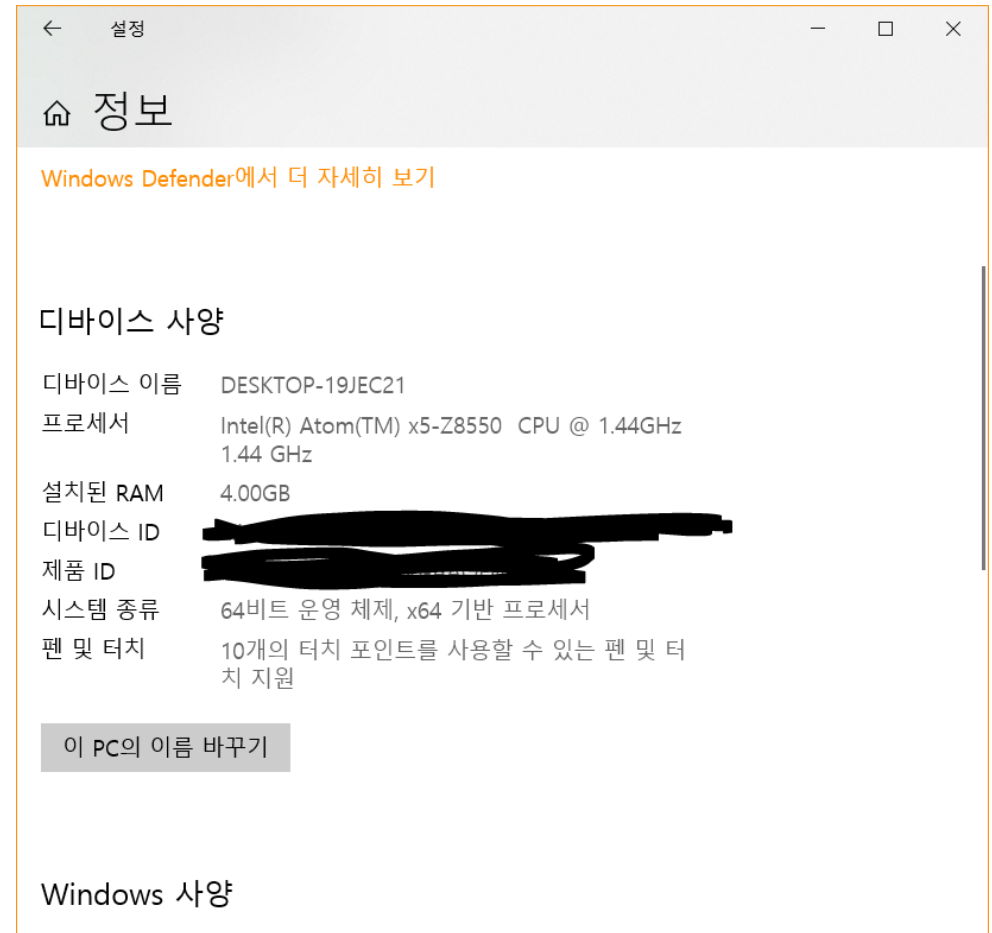 설정
정보
Windows Defender에서 더 자세히 보기
디바이스 사양
디바이스 이름 DESKTOP-19JEC21
프로세서 Intel(R) Atom(TM) x5-Z8550 CPU @ 1.44GHz
1.44 GHz
설치된 RAM 4.00GB
디바이스 ID
제품 ID
시스템 종류 64비트 운영 체제, x64 기반 프로세서
펜 및 터치 10개의 터치 포인트를 사용할 수 있는 펜 및 터
치 지원
이 PC의 이름 바꾸기
Windows 사양